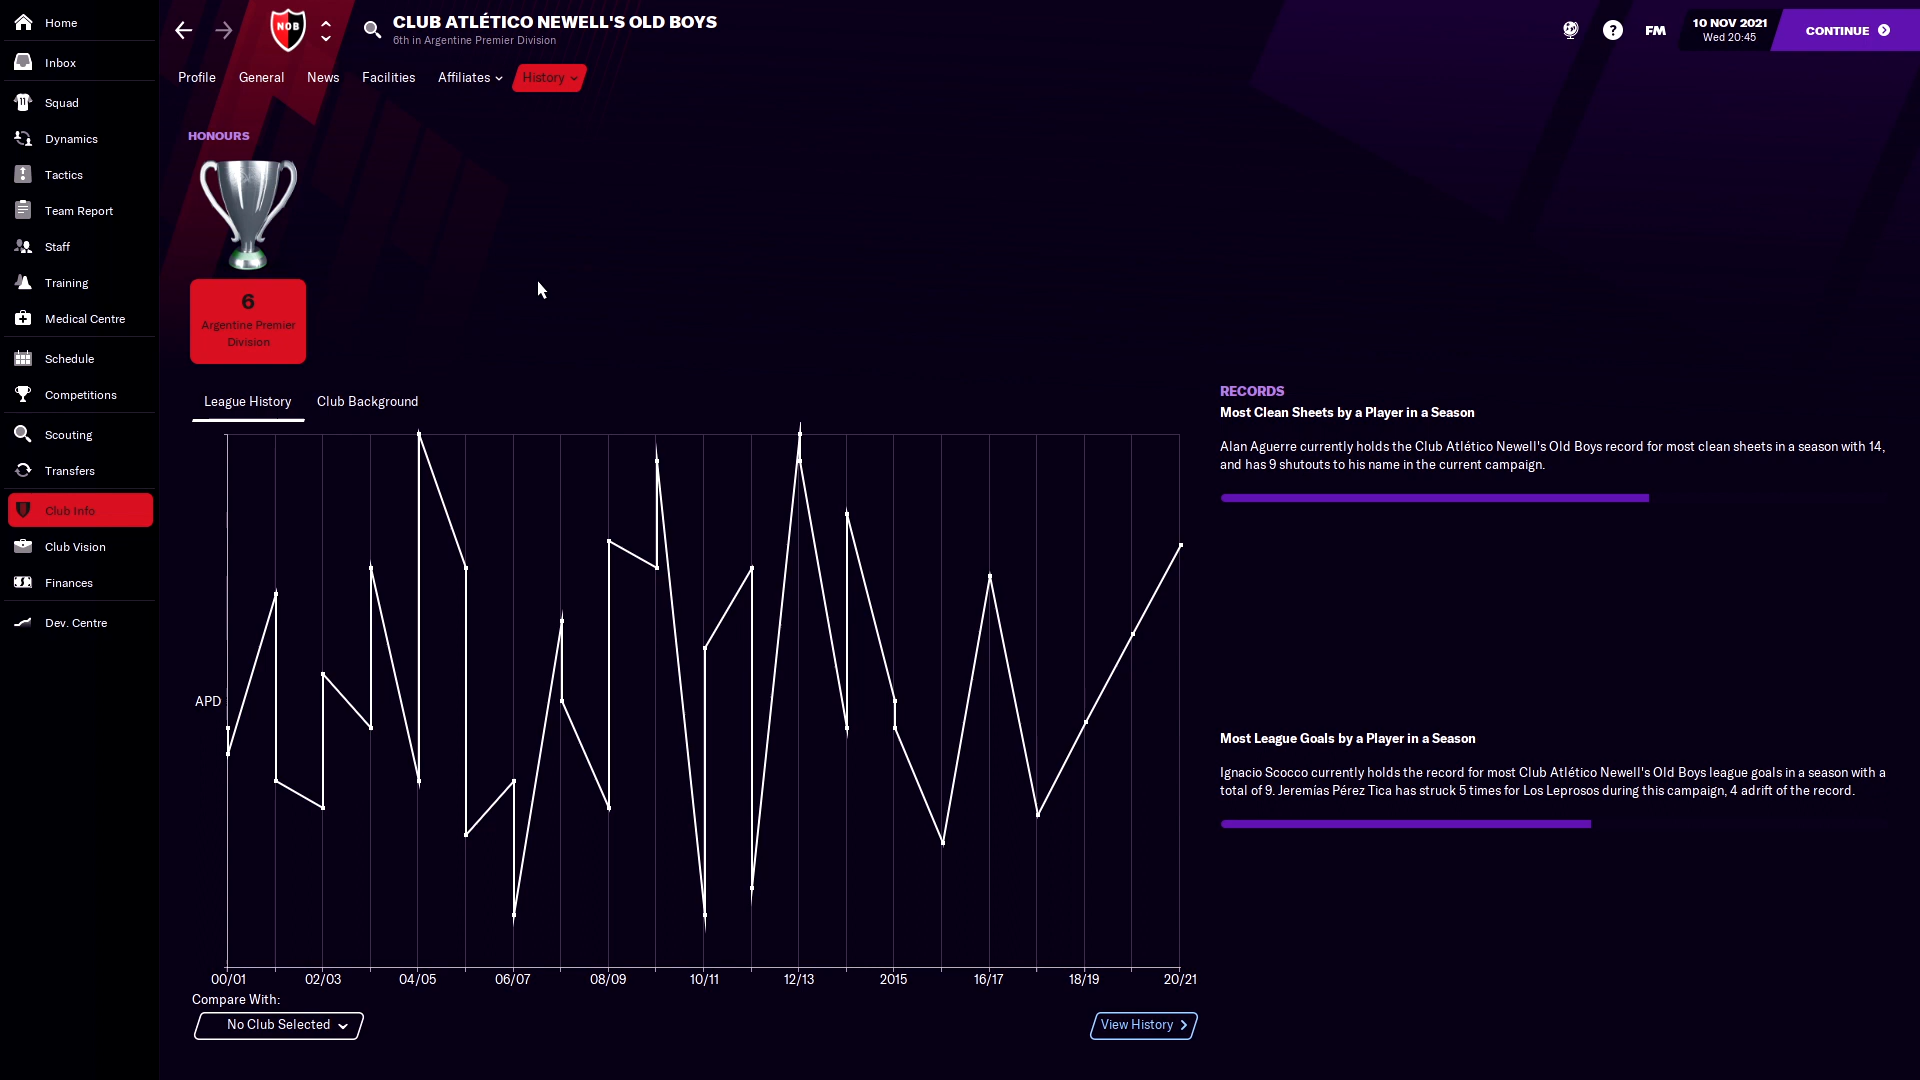 Home
Inbox
Squad
Dynamics
Tactics
Team Report
Staff
Training
Medical Centre
Schedule
Competitions
Scouting
Transfers
Club Info
Club Vision
Finances
Dev. Centre
NOB
CLUB ATLÉTICO NEWELL'S OLD BOYS
6th in Argentine Premier Division
?
FM
10 NOV 2021
Wed 20:45
CONTINUE
Profile General News Facilities Affiliates History
HONOURS
6
Argentine Premier
Division
League History Club Background
APD
00/01 02/03 04/05 06/07 08/09 10/11 12/13 2015 16/17 18/19 20/21
Compare With:
No Club Selected
View History
RECORDS
Most Clean Sheets by a Player in a Season
Alan Aguerre currently holds the Club Atlético Newell's Old Boys record for most clean sheets in a season with 14,
and has 9 shutouts to his name in the current campaign.
Most League Goals by a Player in a Season
Ignacio Scocco currently holds the record for most Club Atlético Newell's Old Boys league goals in a season with a
total of 9. Jeremías Pérez Tica has struck 5 times for Los Leprosos during this campaign, 4 adrift of the record.